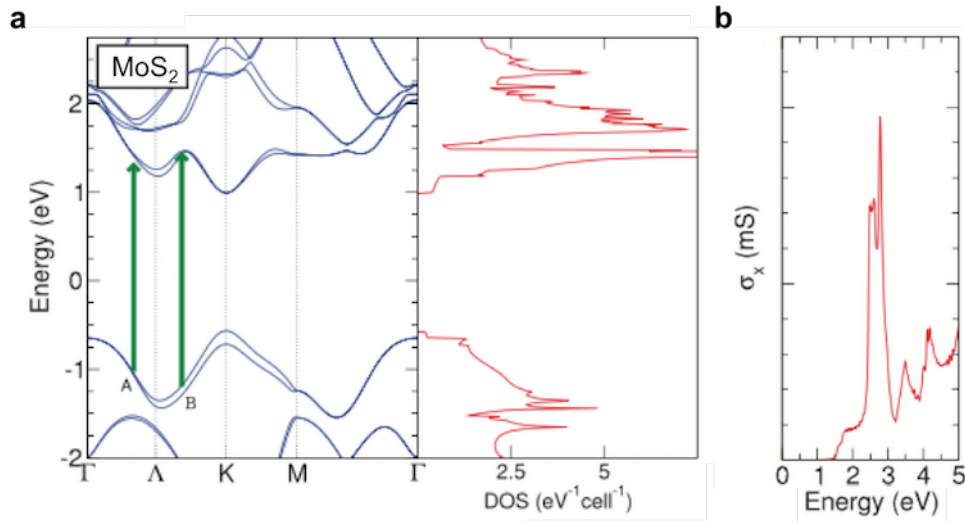 a
b
MoS₂
Energy (eV)
2
1
0
-1
-2
A
B
Γ
Λ
K
M
Γ
2.5
5
DOS (eV⁻¹cell⁻¹)
σₓ (mS)
0 1 2 3 4 5
Energy (eV)